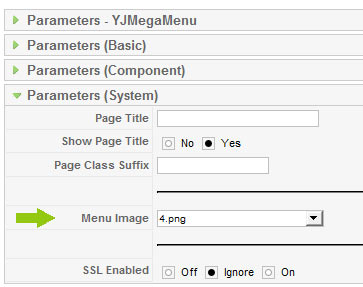 Parameters - YJMegaMenu
Parameters (Basic)
Parameters (Component)
Parameters (System)
Page Title
Show Page Title No Yes
Page Class Suffix
Menu Image 4.png
SSL Enabled Off Ignore On